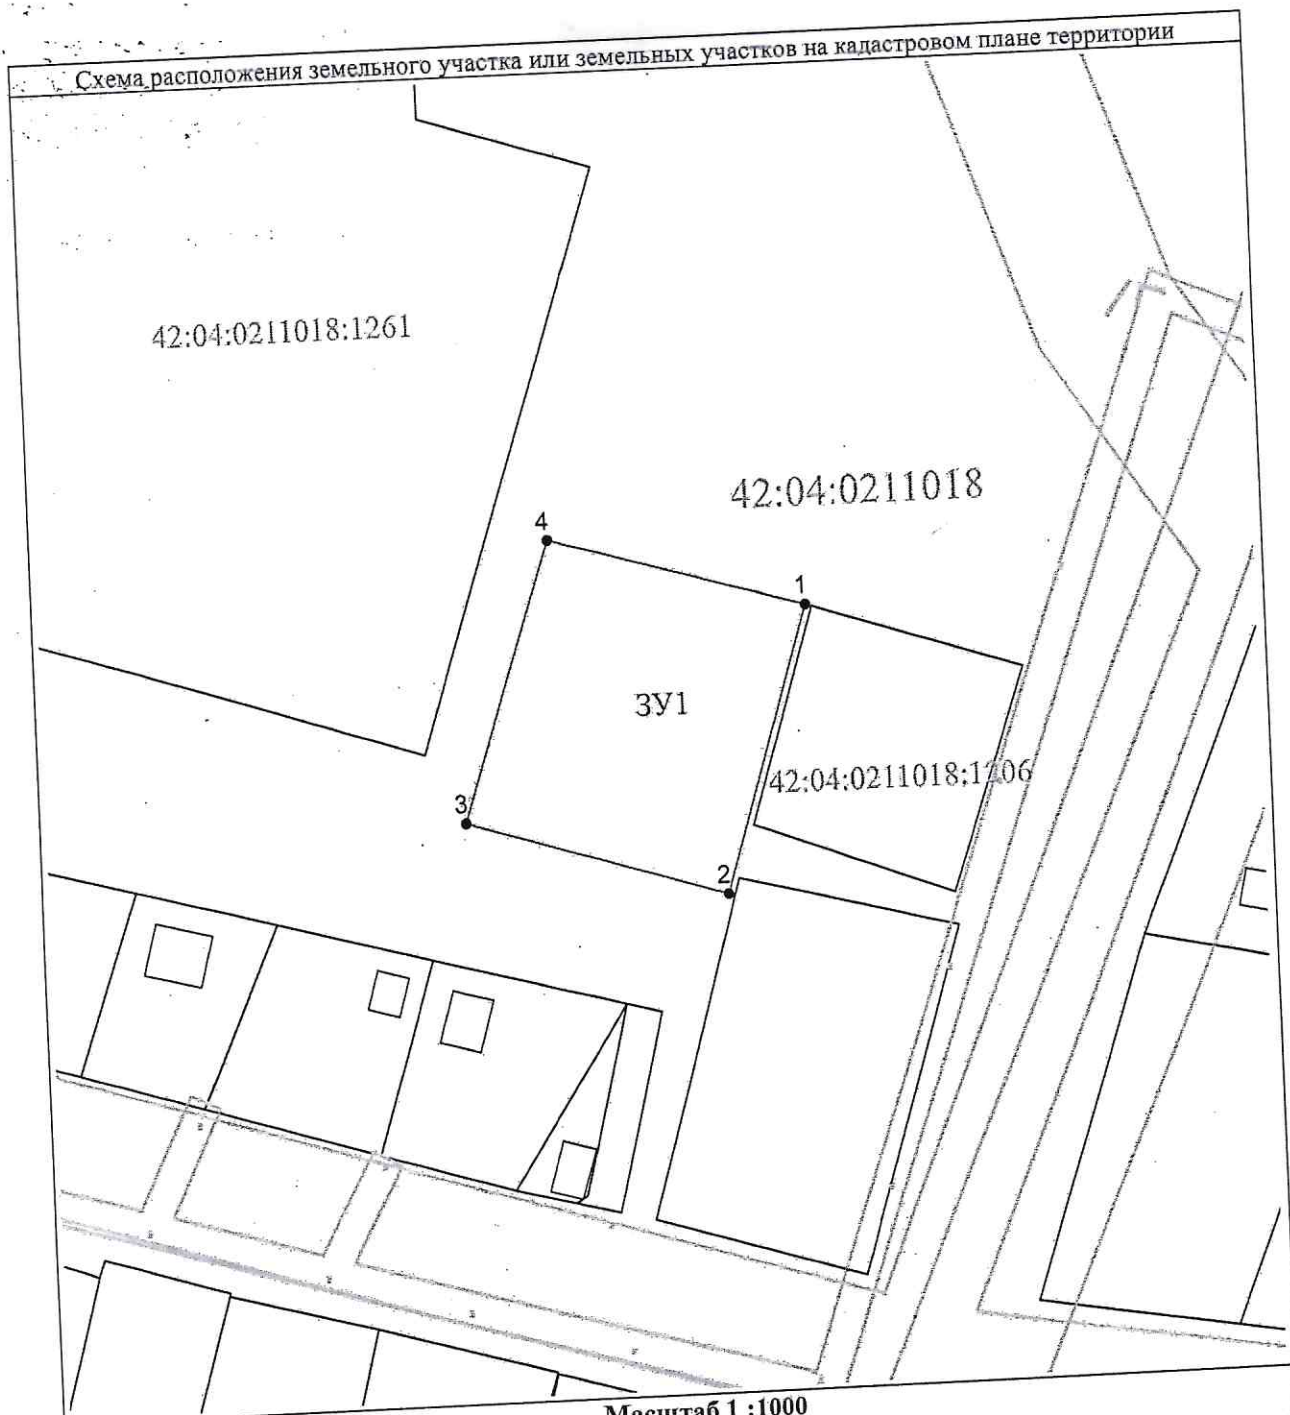 Схема расположения земельного участка или земельных участков на кадастровом плане территории
42:04:0211018:1261
42:04:0211018
4
1
ЗУ1
42:04:0211018:1206
3
2
Масштаб 1 :1000